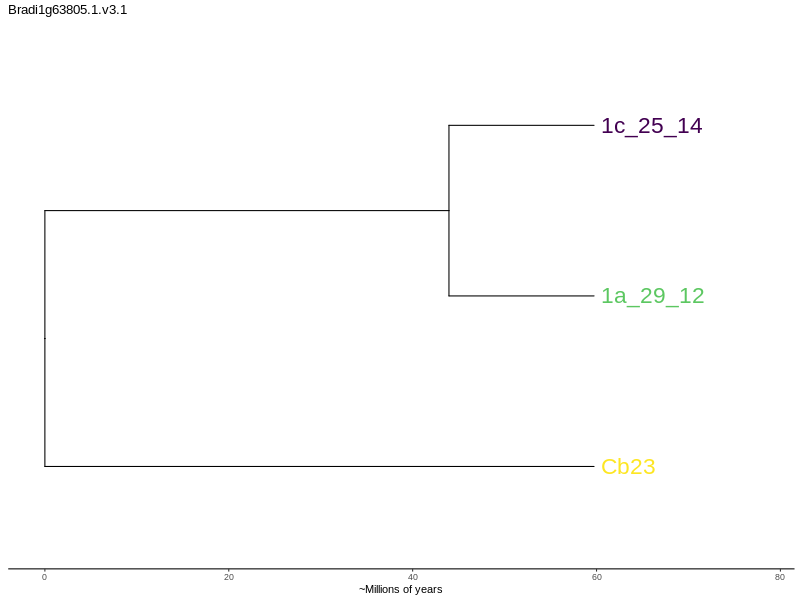 Bradi1g63805.1.v3.1
1c_25_14
1a_29_12
Cb23
0 20 40 60 80
~Millions of years